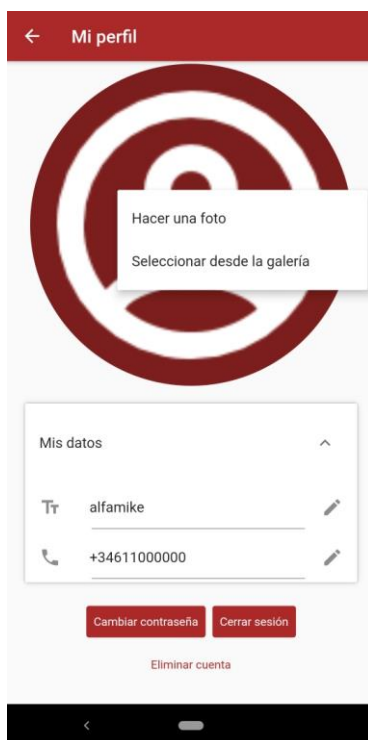 Mi perfil
Hacer una foto
Seleccionar desde la galería
Mis datos
alfamike
+34611000000
Cambiar contraseña
Cerrar sesión
Eliminar cuenta